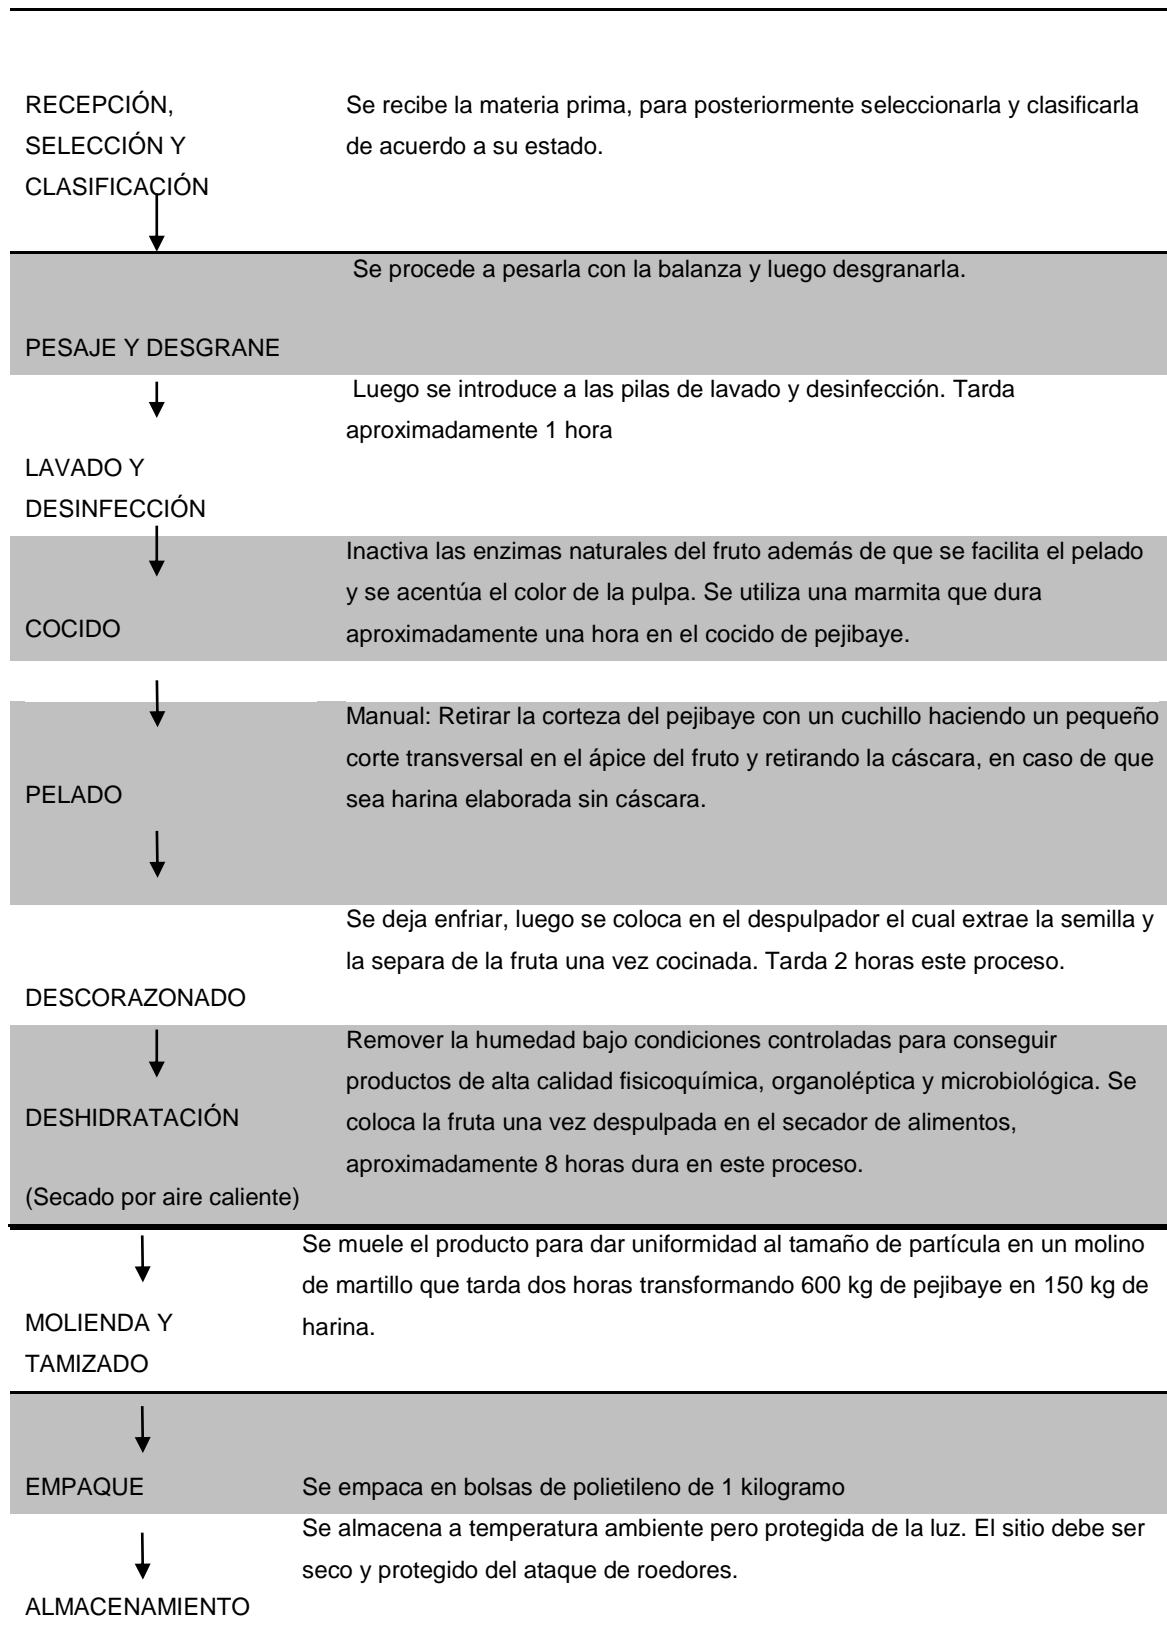 RECEPCIÓN,
SELECCIÓN Y
CLASIFICACIÓN
Se recibe la materia prima, para posteriormente seleccionarla y clasificarla
de acuerdo a su estado.
PESAJE Y DESGRANE
Se procede a pesarla con la balanza y luego desgranarla.
LAVADO Y
DESINFECCIÓN
Luego se introduce a las pilas de lavado y desinfección. Tarda
aproximadamente 1 hora
COCIDO
Inactiva las enzimas naturales del fruto además de que se facilita el pelado
y se acentúa el color de la pulpa. Se utiliza una marmita que dura
aproximadamente una hora en el cocido de pejibaye.
PELADO
Manual: Retirar la corteza del pejibaye con un cuchillo haciendo un pequeño
corte transversal en el ápice del fruto y retirando la cáscara, en caso de que
sea harina elaborada sin cáscara.
DESCORAZONADO
Se deja enfriar, luego se coloca en el despulpador el cual extrae la semilla y
la separa de la fruta una vez cocinada. Tarda 2 horas este proceso.
DESHIDRATACIÓN
(Secado por aire caliente)
Remover la humedad bajo condiciones controladas para conseguir
productos de alta calidad fisicoquímica, organoléptica y microbiológica. Se
coloca la fruta una vez despulpada en el secador de alimentos,
aproximadamente 8 horas dura en este proceso.
MOLIENDA Y
TAMIZADO
Se muele el producto para dar uniformidad al tamaño de partícula en un molino
de martillo que tarda dos horas transformando 600 kg de pejibaye en 150 kg de
harina.
EMPAQUE
Se empaca en bolsas de polietileno de 1 kilogramo
ALMACENAMIENTO
Se almacena a temperatura ambiente pero protegida de la luz. El sitio debe ser
seco y protegido del ataque de roedores.